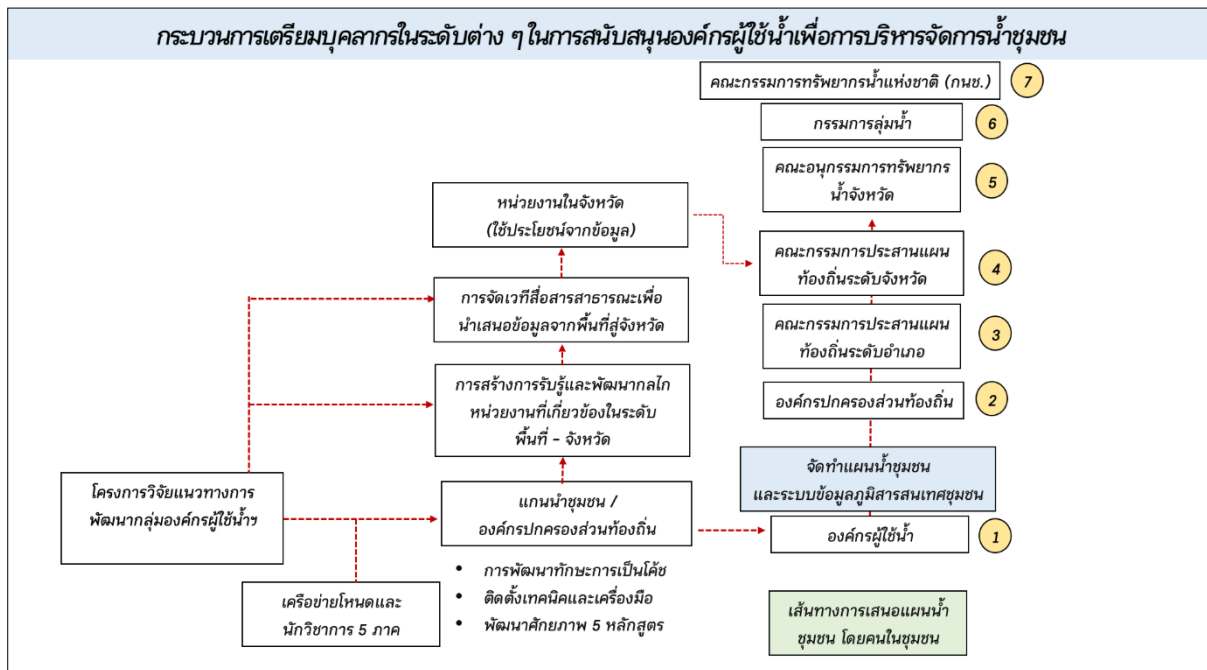 กระบวนการเตรียมบุคลากรในระดับต่าง ๆ ในการสนับสนุนองค์กรผู้ใช้น้ำเพื่อการบริหารจัดการน้ำชุมชน
คณะกรรมการทรัพยากรน้ำแห่งชาติ (กนช.)
7
กรรมการลุ่มน้ำ
6
คณะอนุกรรมการทรัพยากร
น้ำจังหวัด
5
หน่วยงานในจังหวัด
(ใช้ประโยชน์จากข้อมูล)
คณะกรรมการประสานแผน
ท้องถิ่นระดับจังหวัด
4
การจัดเวทีสื่อสารสาธารณะเพื่อ
นำเสนอข้อมูลจากพื้นที่สู่จังหวัด
คณะกรรมการประสานแผน
ท้องถิ่นระดับอำเภอ
3
การสร้างการรับรู้และพัฒนากลไก
หน่วยงานที่เกี่ยวข้องในระดับ
พื้นที่ - จังหวัด
องค์กรปกครองส่วนท้องถิ่น
2
จัดทำแผนน้ำชุมชน
และระบบข้อมูลภูมิสารสนเทศชุมชน
โครงการวิจัยแนวทางการ
พัฒนากลุ่มองค์กรผู้ใช้น้ำฯ
แกนนำชุมชน /
องค์กรปกครองส่วนท้องถิ่น
องค์กรผู้ใช้น้ำ
1
• การพัฒนาทักษะการเป็นโค้ช
• ติดตั้งเทคนิคและเครื่องมือ
• พัฒนาศักยภาพ 5 หลักสูตร
เครือข่ายโหนดและ
นักวิชาการ 5 ภาค
เส้นทางการเสนอแผนน้ำ
ชุมชน โดยคนในชุมชน